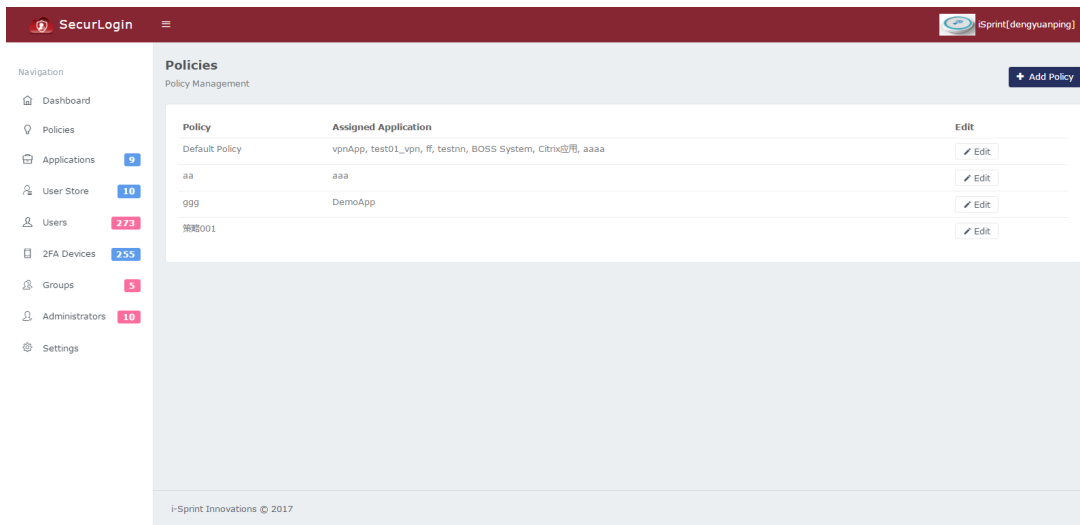 SecurLogin
iSprint[dengyuanping]
Navigation
Dashboard
Policies
Applications 9
User Store 10
Users 273
2FA Devices 255
Groups 5
Administrators 10
Settings
Policies
Policy Management
Add Policy
Policy Assigned Application Edit
Default Policy vpnApp, test01_vpn, ff, testnn, BOSS System, Citrix应用, aaaa Edit
aa aaa Edit
ggg DemoApp Edit
策略001 Edit
i-Sprint Innovations © 2017